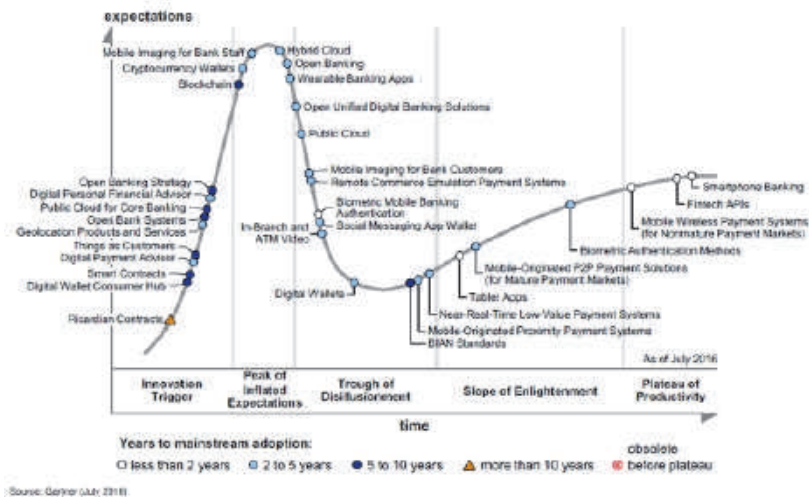 expectations
Mobile Imaging for Bank Staff
Cryptocurrency Wallets
Blockchain
Hybrid Cloud
Open Banking
Wearable Banking Apps
Open Unified Digital Banking Solutions
Public Cloud
Mobile Imaging for Bank Customers
Remote Commerce Emulation Payment Systems
Biometric Mobile Banking
Authentication
Social Messaging App Wallet
In-Branch and
ATM Video
Open Banking Strategy
Digital Personal Financial Advisor
Public Cloud for Core Banking
Open Bank Systems
Geolocation Products and Services
Things as Customers
Digital Payment Advisor
Smart Contracts
Digital Wallet Consumer Hub
Ricardian Contracts
Digital Wallets
Smartphone Banking
Fintech APIs
Mobile Wireless Payment Systems
(for Nonmature Payment Markets)
Biometric Authentication Methods
Mobile-Originated P2P Payment Solutions
(for Mature Payment Markets)
Tablet Apps
Near-Real-Time Low-Value Payment Systems
Mobile-Originated Proximity Payment Systems
BIAN Standards
As of July 2016
Innovation
Trigger
Peak of
Inflated
Expectations
Trough of
Disillusionment
Slope of Enlightenment
Plateau of
Productivity
time
Years to mainstream adoption:
less than 2 years
2 to 5 years
5 to 10 years
more than 10 years
obsolete
before plateau
Source: Gartner (July 2016)